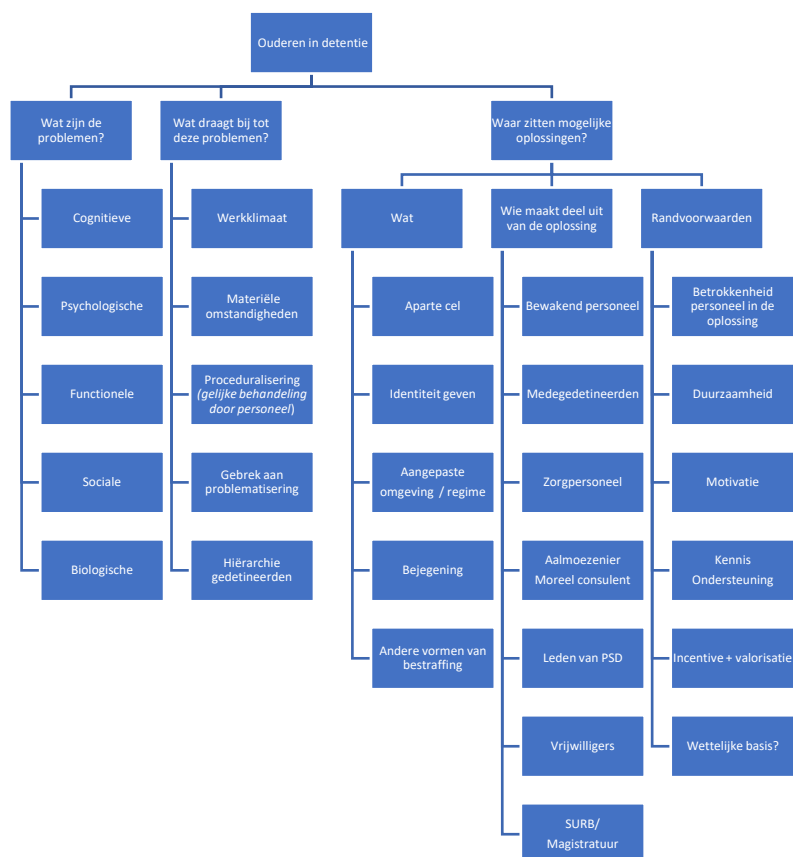 Ouderen in detentie
Wat zijn de
problemen?
Cognitieve
Psychologische
Functionele
Sociale
Biologische
Wat draagt bij tot
deze problemen?
Werkklimaat
Materiële
omstandigheden
Proceduralisering
(gelijke behandeling
door personeel)
Gebrek aan
problematisering
Hiërarchie
gedetineerden
Waar zitten mogelijke
oplossingen?
Wat
Aparte cel
Identiteit geven
Aangepaste
omgeving / regime
Bejegening
Andere vormen van
bestraffing
Wie maakt deel uit
van de oplossing
Bewakend personeel
Medegedetineerden
Zorgpersoneel
Aalmoezenier
Moreel consulent
Leden van PSD
Vrijwilligers
SURB/
Magistratuur
Randvoorwaarden
Betrokkenheid
personeel in de
oplossing
Duurzaamheid
Motivatie
Kennis
Ondersteuning
Incentive + valorisatie
Wettelijke basis?